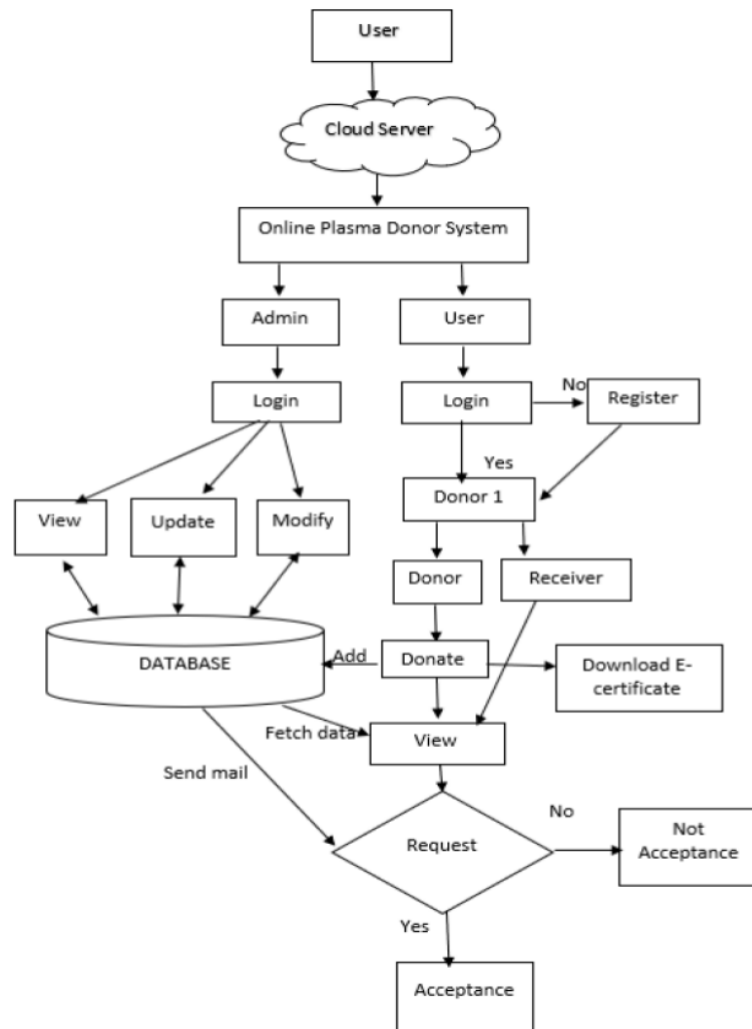 User
Cloud Server
Online Plasma Donor System
Admin
User
Login
Login
No
Register
Yes
Donor 1
View
Update
Modify
Donor
Receiver
DATABASE
Add
Donate
Download E-
certificate
Fetch data
View
Send mail
Request
No
Not
Acceptance
Yes
Acceptance